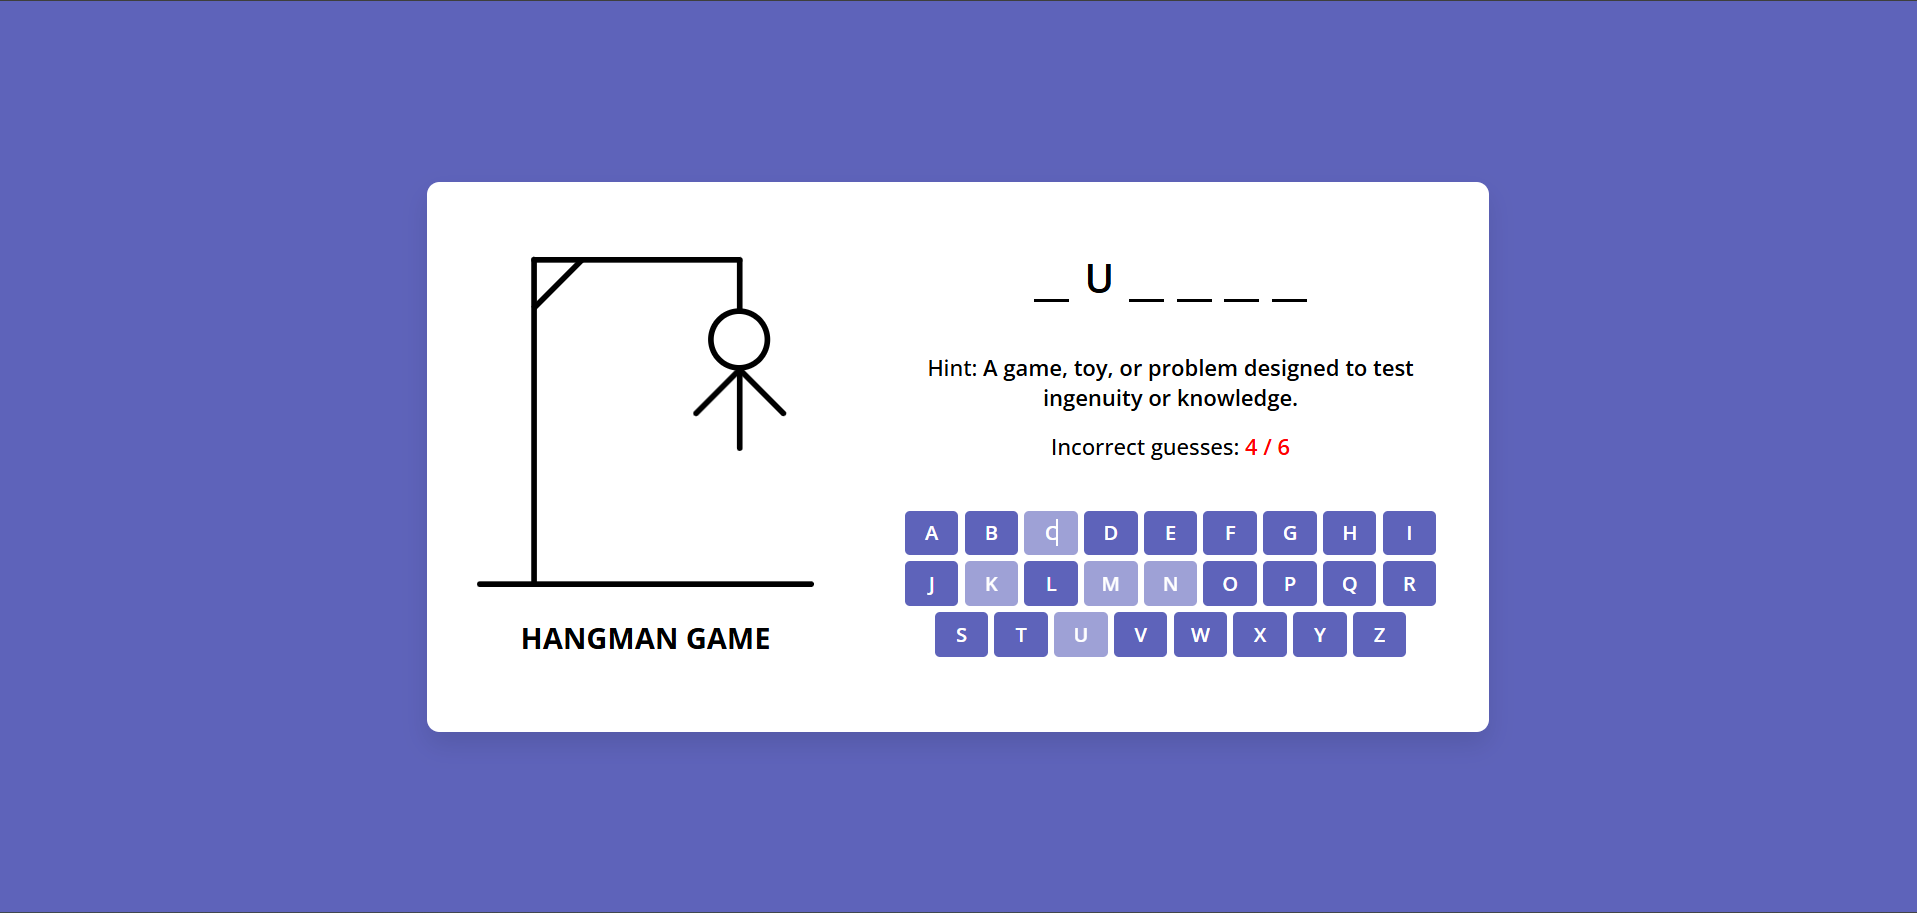 _ U _ _ _ _
Hint: A game, toy, or problem designed to test
ingenuity or knowledge.
Incorrect guesses: 4 / 6
A B C D E F G H I
J K L M N O P Q R
S T U V W X Y Z
HANGMAN GAME